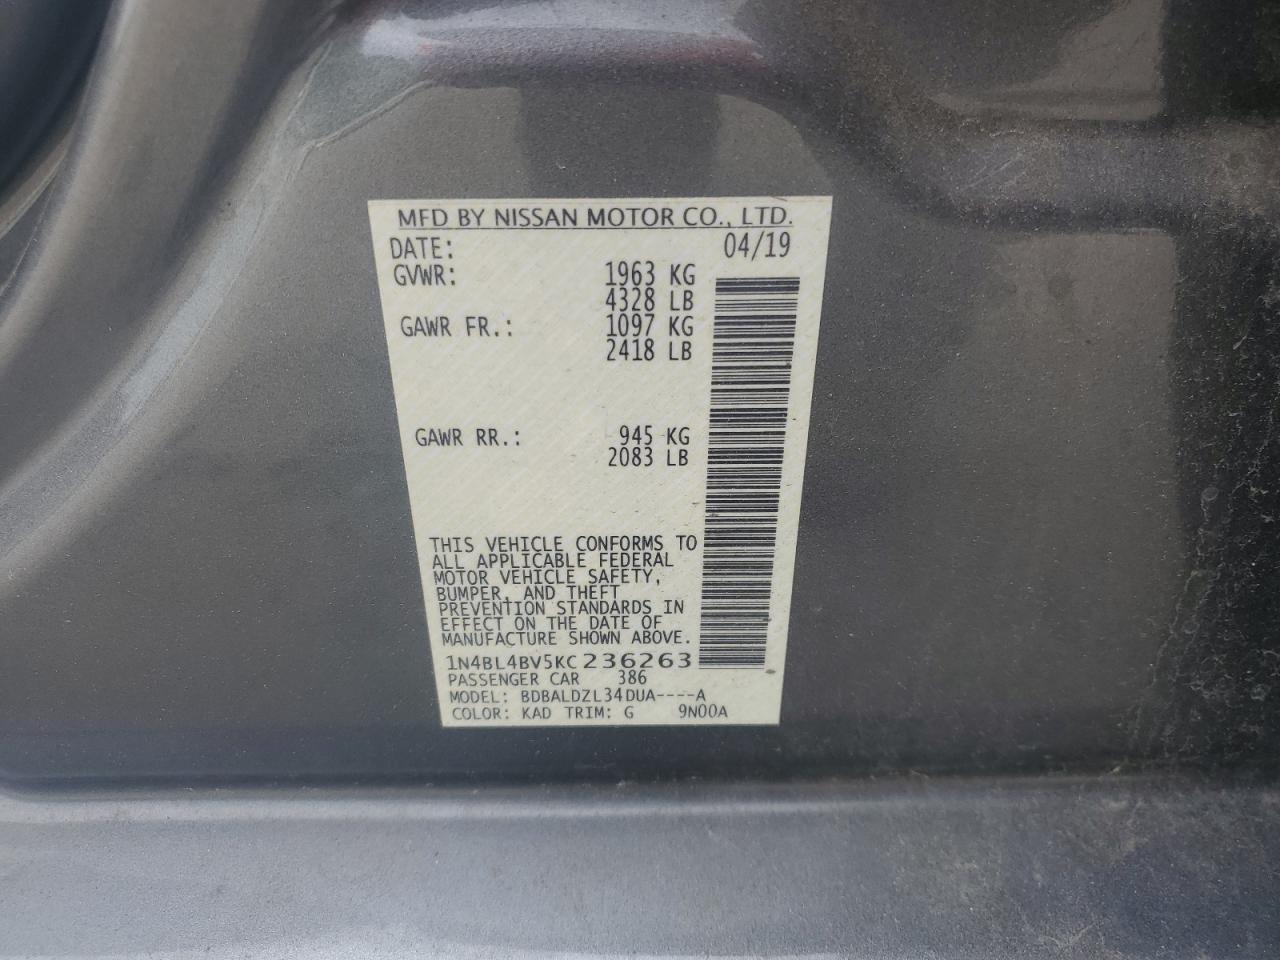 MFD BY NISSAN MOTOR CO., LTD.
DATE: 04/19
GVWR: 1963 KG
4328 LB
GAWR FR.: 1097 KG
2418 LB
GAWR RR.: 945 KG
2083 LB
THIS VEHICLE CONFORMS TO
ALL APPLICABLE FEDERAL
MOTOR VEHICLE SAFETY,
BUMPER, AND THEFT
PREVENTION STANDARDS IN
EFFECT ON THE DATE OF
MANUFACTURE SHOWN ABOVE.
1N4BL4BV5KC236263
PASSENGER CAR 386
MODEL: BDBALDZL34DUA----A
COLOR: KAD TRIM: G 9N00A